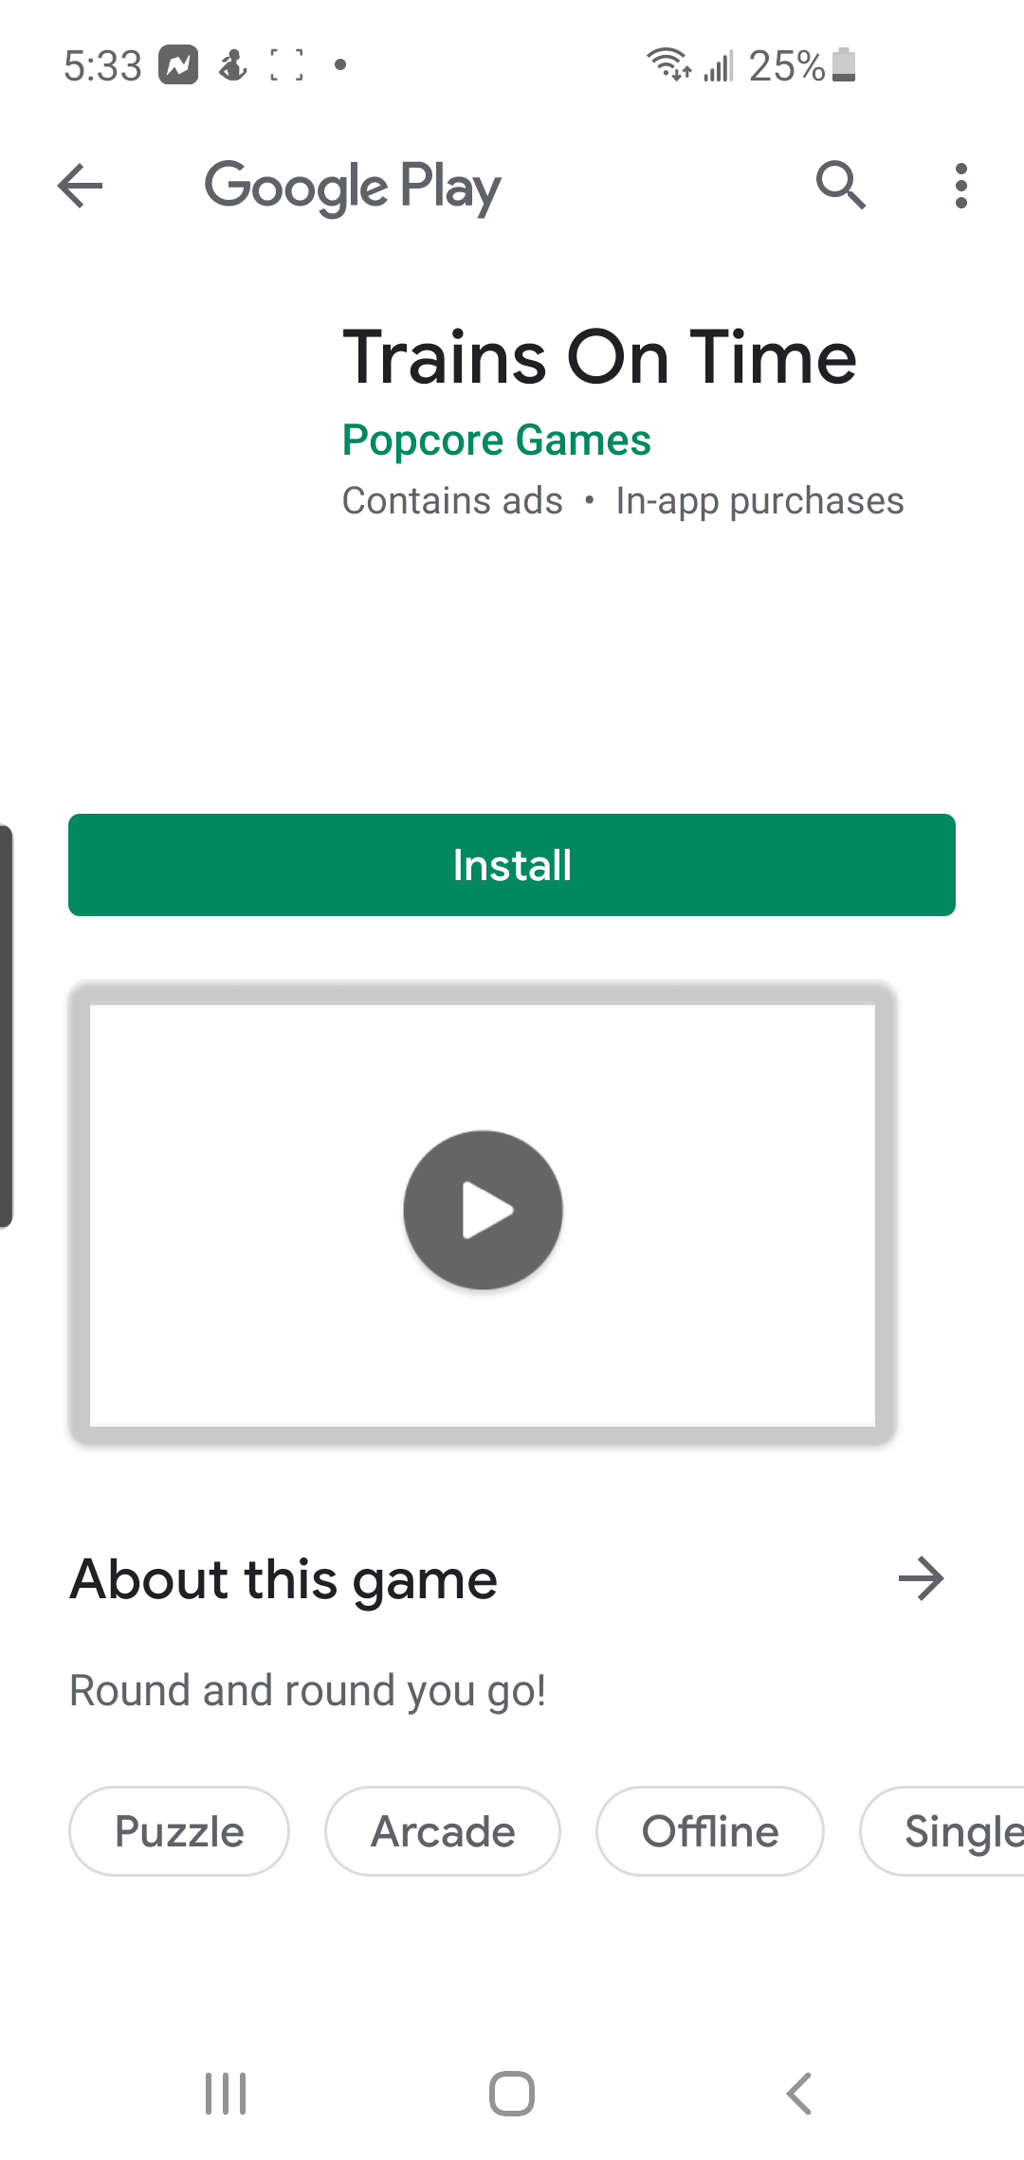 5:33 25%
Google Play
Trains On Time
Popcore Games
Contains ads • In-app purchases
Install
About this game
Round and round you go!
Puzzle Arcade Offline Single